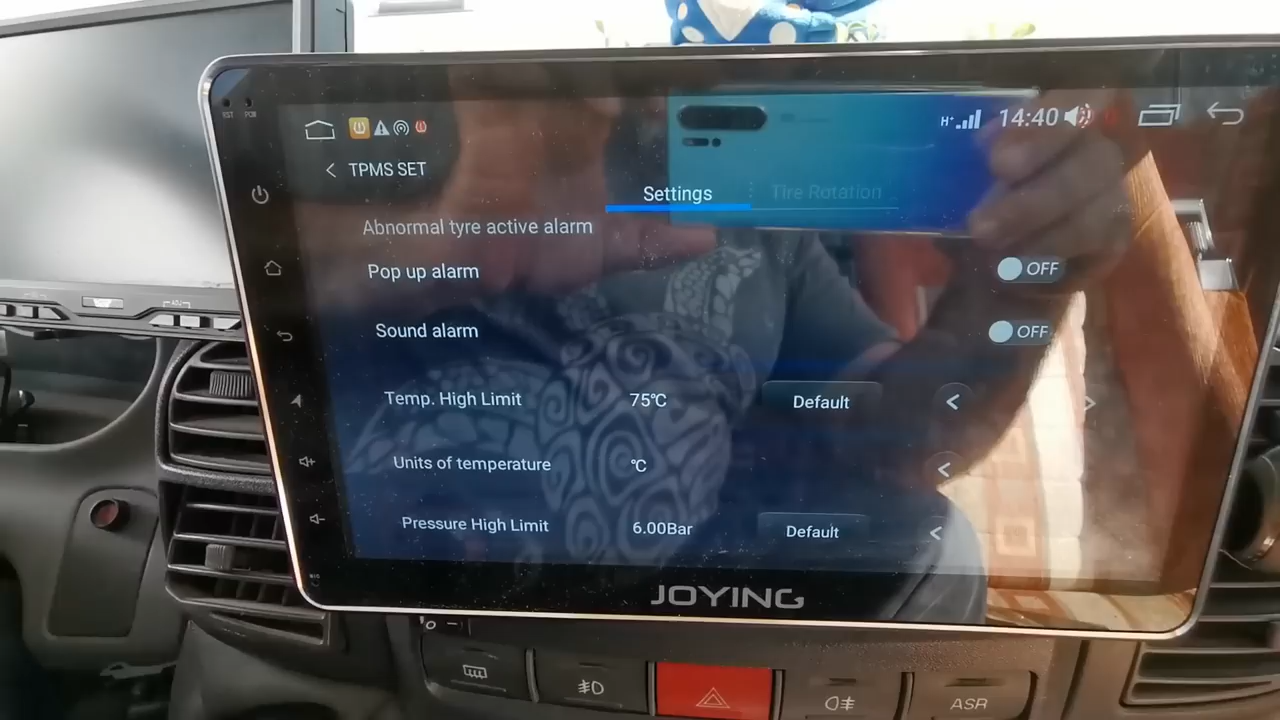 RST
H+
14:40
TPMS SET
Settings
Tire Rotation
Abnormal tyre active alarm
Pop up alarm
OFF
Sound alarm
OFF
Temp. High Limit 75℃ Default
Units of temperature ℃
Pressure High Limit 6.00Bar Default
JOYING
ASR